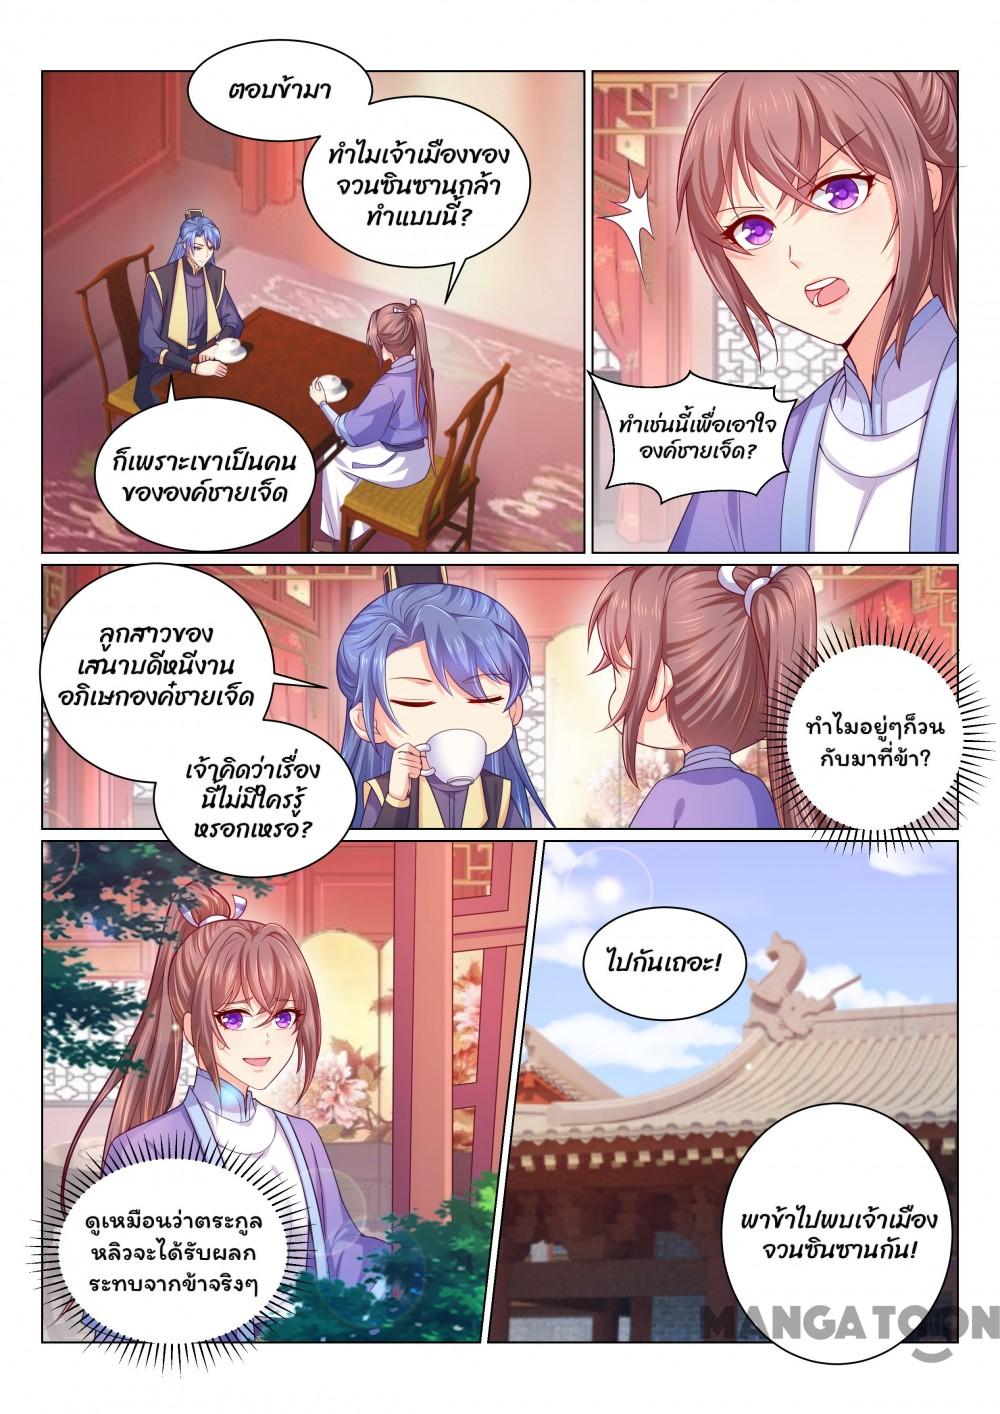 ตอบข้ามา
ทำไมเจ้าเมืองของ
จวนซินซานกล้า
ทำแบบนี้?
ก็เพราะเขาเป็นคน
ขององค์ชายเจ็ด
ทำเช่นนี้เพื่อเอาใจ
องค์ชายเจ็ด?
ลูกสาวของ
เสนาบดีหนีงาน
อภิเษกองค์ชายเจ็ด
เจ้าคิดว่าเรื่อง
นี้ไม่มีใครรู้
หรอกเหรอ?
ทำไมอยู่ๆก็วน
กับมาที่ข้า?
ดูเหมือนว่าตระกูล
หลิวจะได้รับผลก
ระทบจากข้าจริงๆ
ไปกันเถอะ!
พาข้าไปพบเจ้าเมือง
จวนซินซานกัน!
MANGATOON